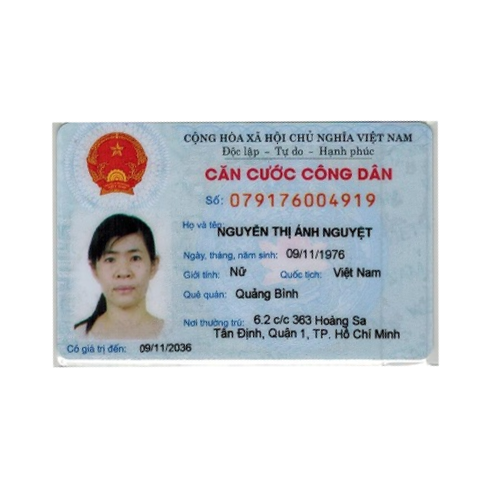 CỘNG HÒA XÃ HỘI CHỦ NGHĨA VIỆT NAM
Độc lập - Tự do - Hạnh phúc
CĂN CƯỚC CÔNG DÂN
Số: 079176004919
Họ và tên: NGUYỄN THỊ ÁNH NGUYỆT
Ngày, tháng, năm sinh: 09/11/1976
Giới tính: Nữ Quốc tịch: Việt Nam
Quê quán: Quảng Bình
Nơi thường trú: 6.2 c/c 363 Hoàng Sa
Tân Định, Quận 1, TP. Hồ Chí Minh
Có giá trị đến: 09/11/2036